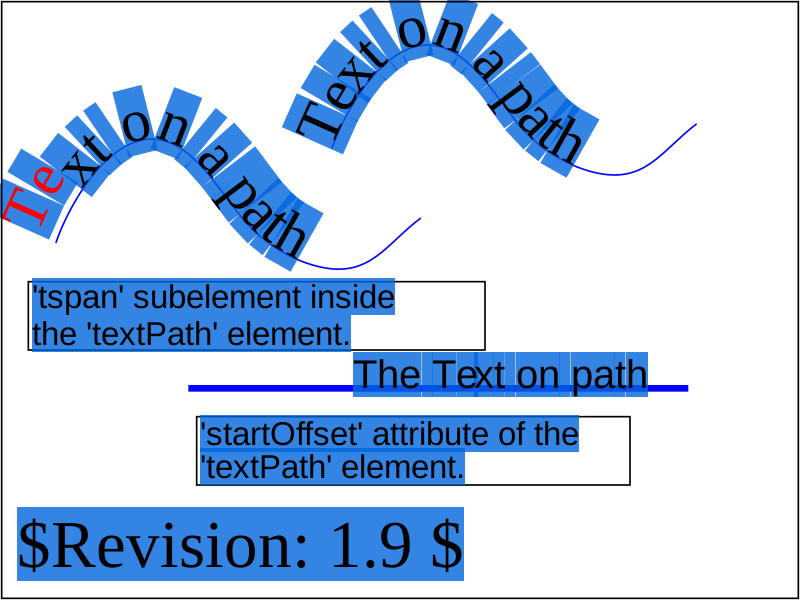 Text on a path
Text on a path
'tspan' subelement inside
the 'textPath' element.
The Text on path
'startOffset' attribute of the
'textPath' element.
$Revision: 1.9 $